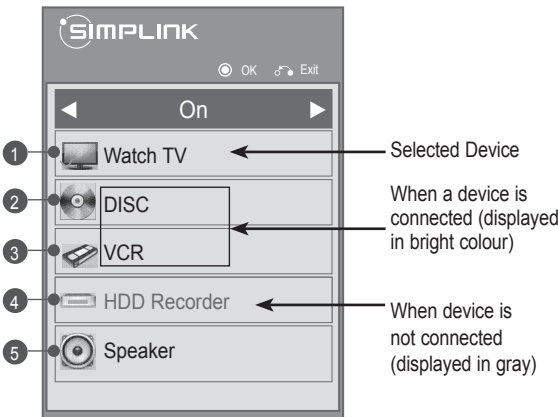 SIMPLINK
OK Exit
On
1 Watch TV
Selected Device
2 DISC
When a device is
connected (displayed
in bright colour)
3 VCR
4 HDD Recorder
When device is
not connected
(displayed in gray)
5 Speaker